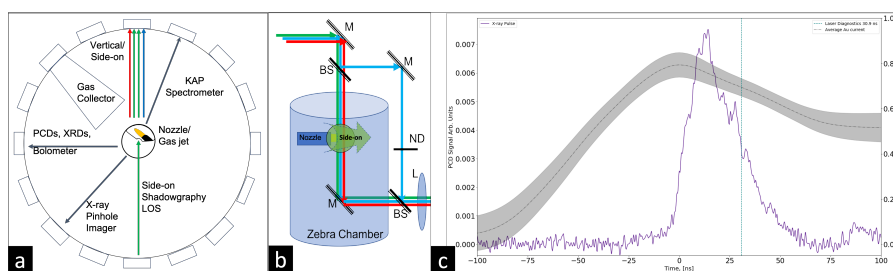 Vertical/
Side-on
KAP
Spectrometer
Gas
Collector
Nozzle/
Gas jet
PCDs, XRDs,
Bolometer
Side-on
Shadowgraphy
LOS
X-ray
Pinhole
Imager
a
M
BS
M
Nozzle
Side-on
ND
L
M
BS
Zebra Chamber
b
X-ray Pulse
Laser Diagnostics 30.9 ns
Average Au current
PCD Signal Arb. Units
0.007
0.006
0.005
0.004
0.003
0.002
0.001
0.000
1.0
0.8
0.6
0.4
0.2
0.0
-100
-75
-50
-25
0
25
50
75
100
Time, [ns]
c